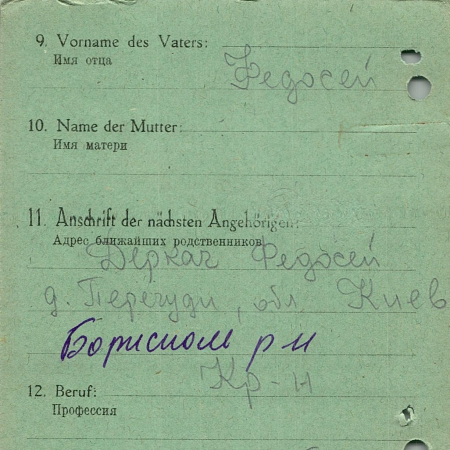 9. Vorname des Vaters:
Имя отца
Федосей
10. Name der Mutter:
Имя матери
11. Anschrift der nächsten Angehörigen:
Адрес ближайших родственников
Деркач Федосей
д. Перегуди, обл Киев
Борисполь р-н
Кр-н
12. Beruf:
Профессия